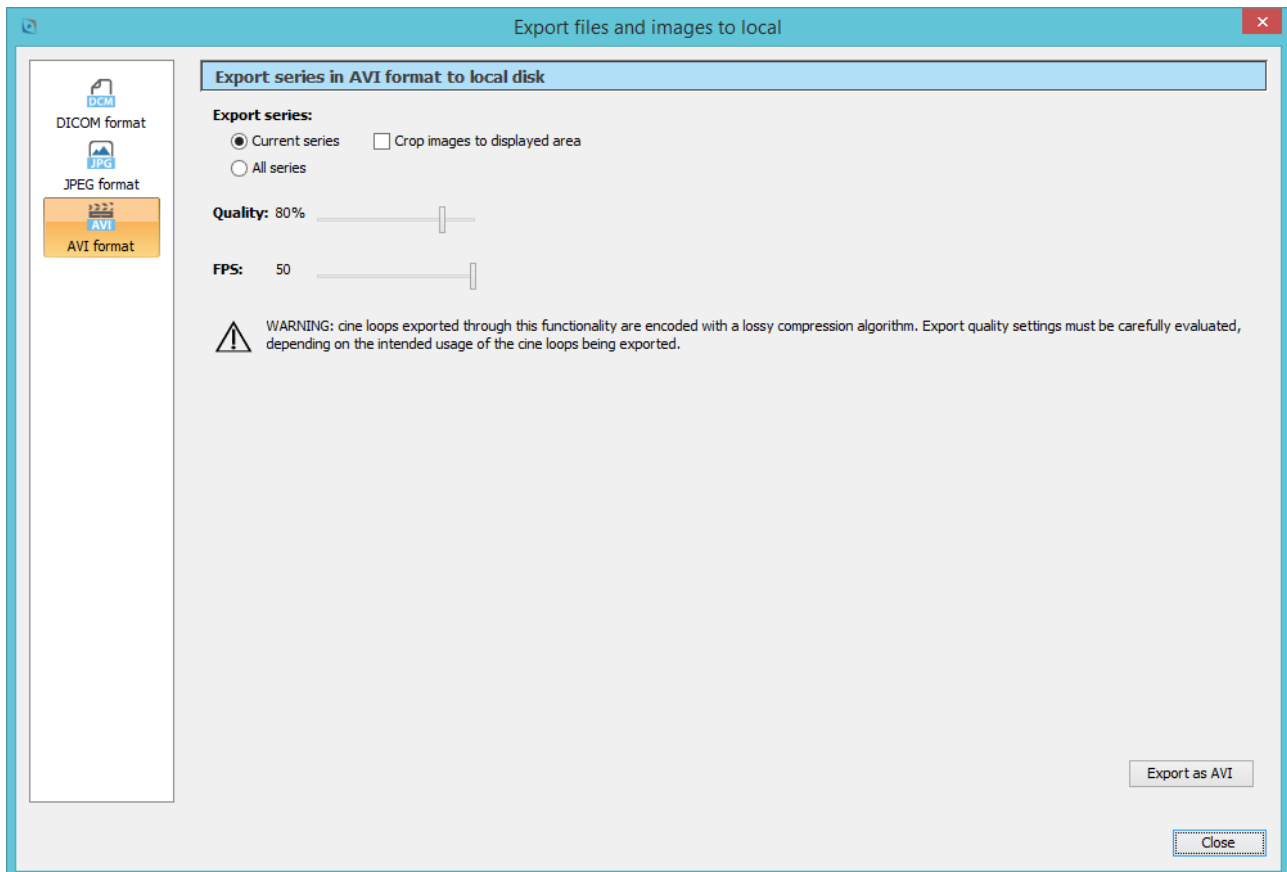 Export files and images to local
DCM
DICOM format
JPG
JPEG format
AVI
AVI format
Export series in AVI format to local disk
Export series:
Current series
Crop images to displayed area
All series
Quality: 80%
FPS: 50
WARNING: cine loops exported through this functionality are encoded with a lossy compression algorithm. Export quality settings must be carefully evaluated,
depending on the intended usage of the cine loops being exported.
Export as AVI
Close